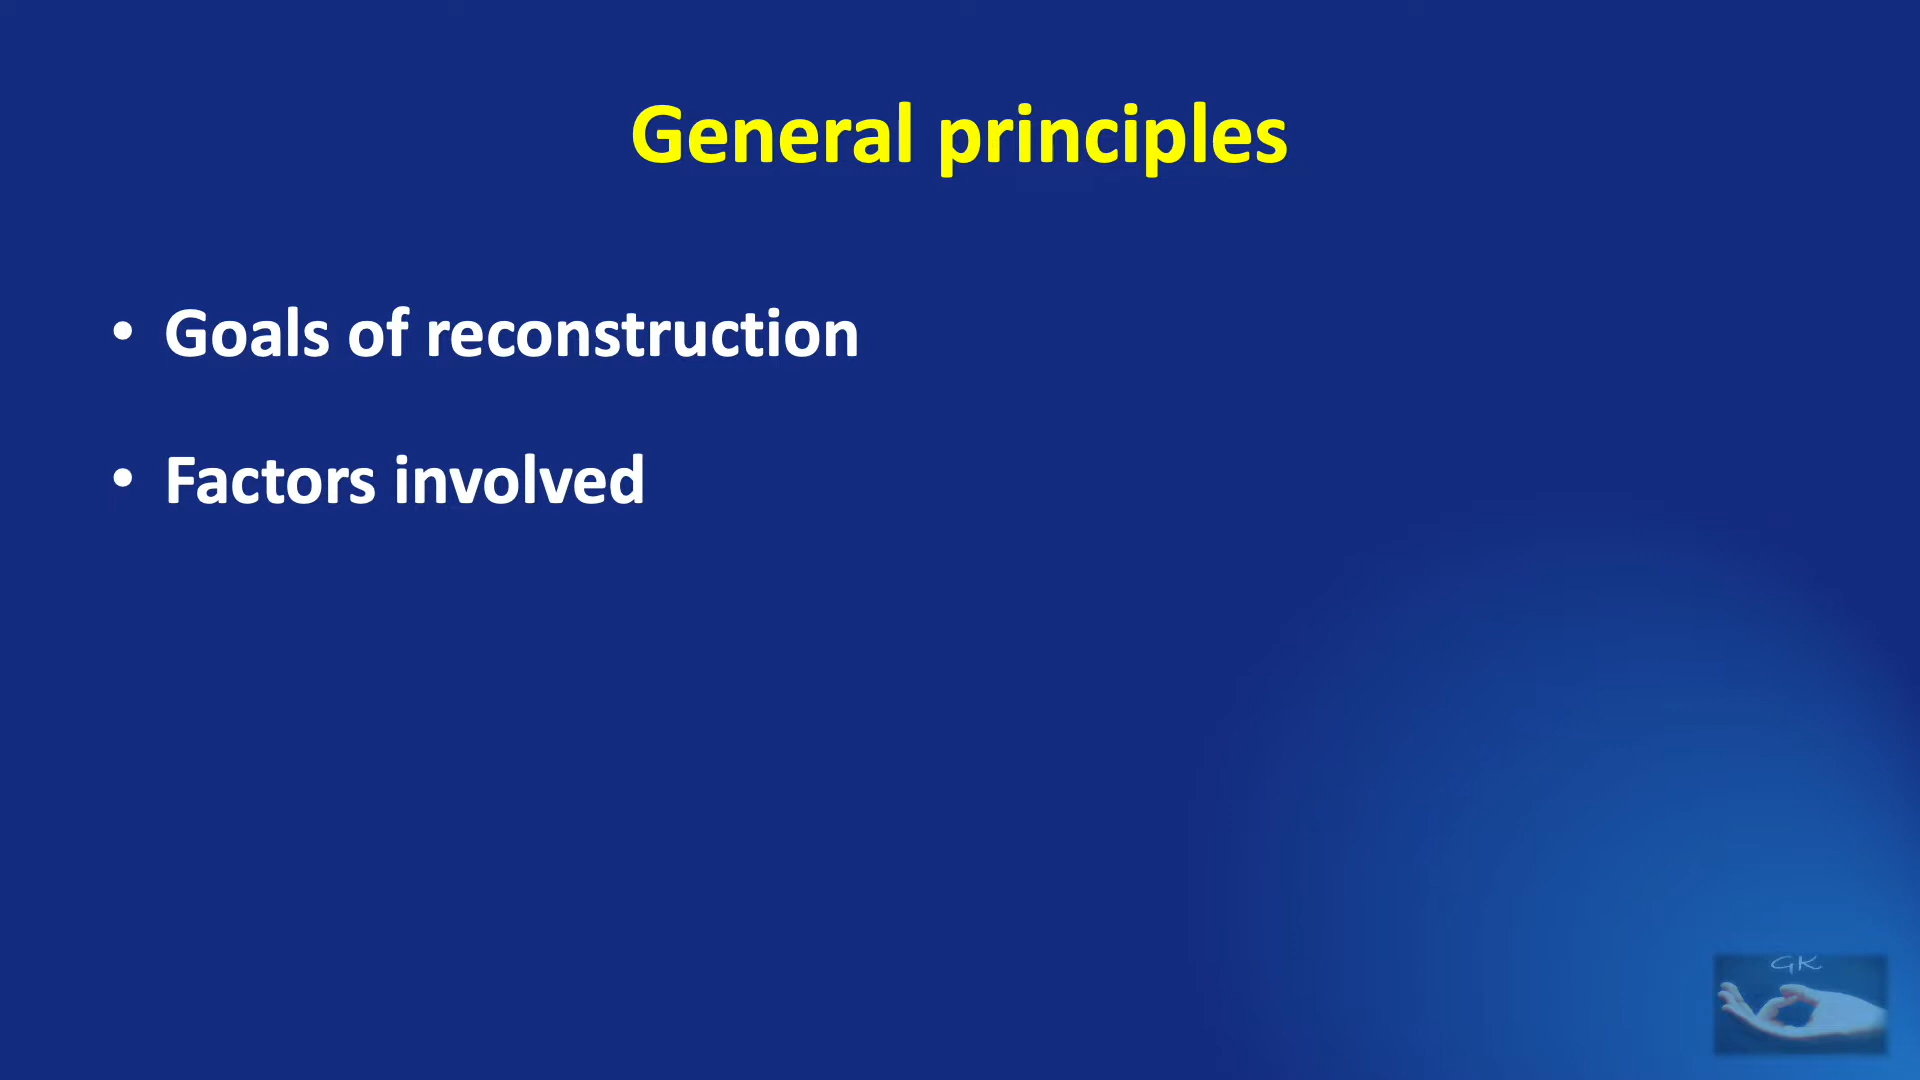 General principles
• Goals of reconstruction
• Factors involved
GK